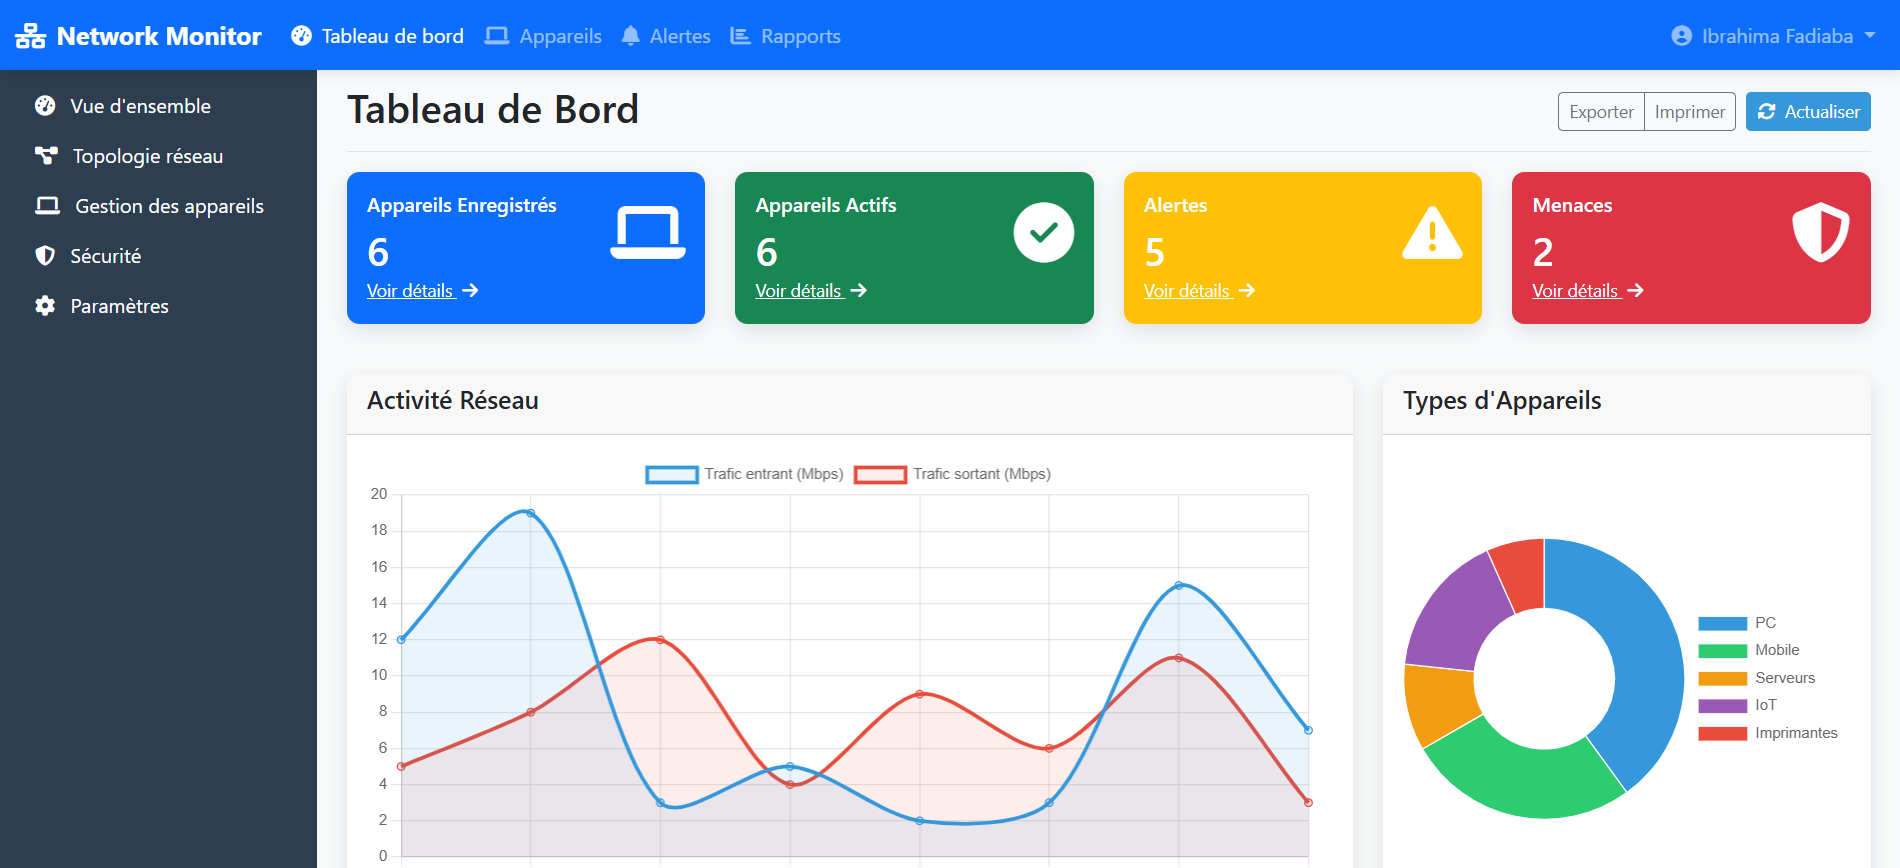 Network Monitor
Tableau de bord
Appareils
Alertes
Rapports
Ibrahima Fadiaba
Vue d'ensemble
Topologie réseau
Gestion des appareils
Sécurité
Paramètres
Tableau de Bord
Exporter
Imprimer
Actualiser
Appareils Enregistrés
6
Voir détails
Appareils Actifs
6
Voir détails
Alertes
5
Voir détails
Menaces
2
Voir détails
Activité Réseau
Trafic entrant (Mbps)
Trafic sortant (Mbps)
20
18
16
14
12
10
8
6
4
2
0
Types d'Appareils
PC
Mobile
Serveurs
IoT
Imprimantes